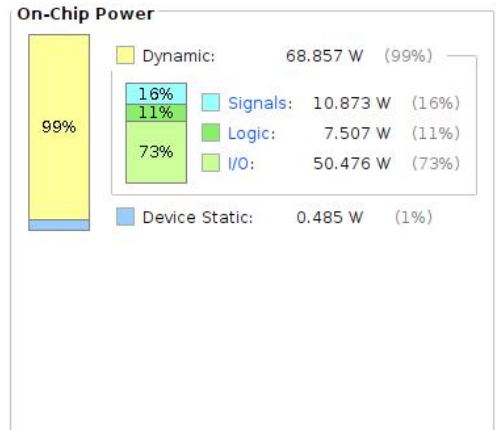 On-Chip Power
Dynamic: 68.857 W (99%)
16%
11%
73%
99%
Signals: 10.873 W (16%)
Logic: 7.507 W (11%)
I/O: 50.476 W (73%)
Device Static: 0.485 W (1%)